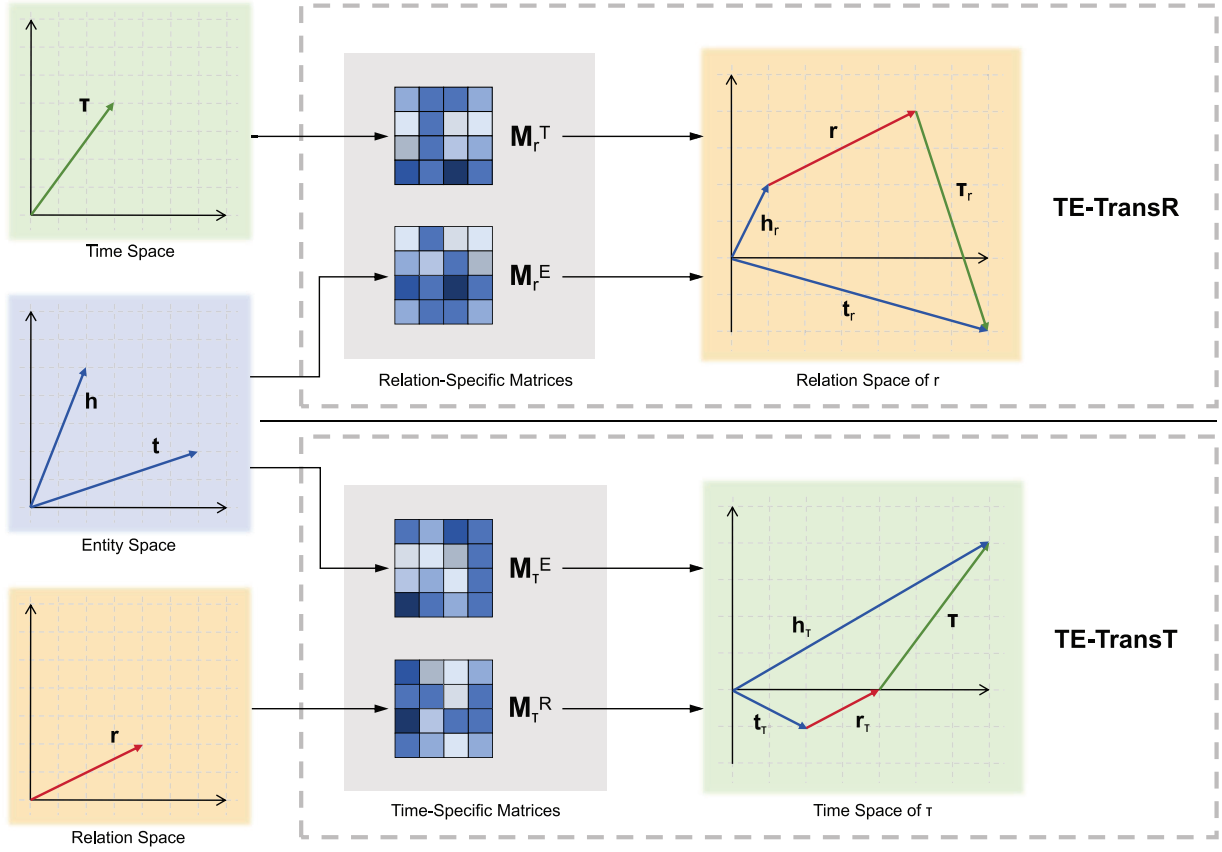 τ
Time Space
h
t
Entity Space
r
Relation Space
M_r^T
M_r^E
Relation-Specific Matrices
r
h_r
τ_r
t_r
Relation Space of r
TE-TransR
M_τ^E
M_τ^R
Time-Specific Matrices
h_τ
τ
t_τ
r_τ
Time Space of τ
TE-TransT